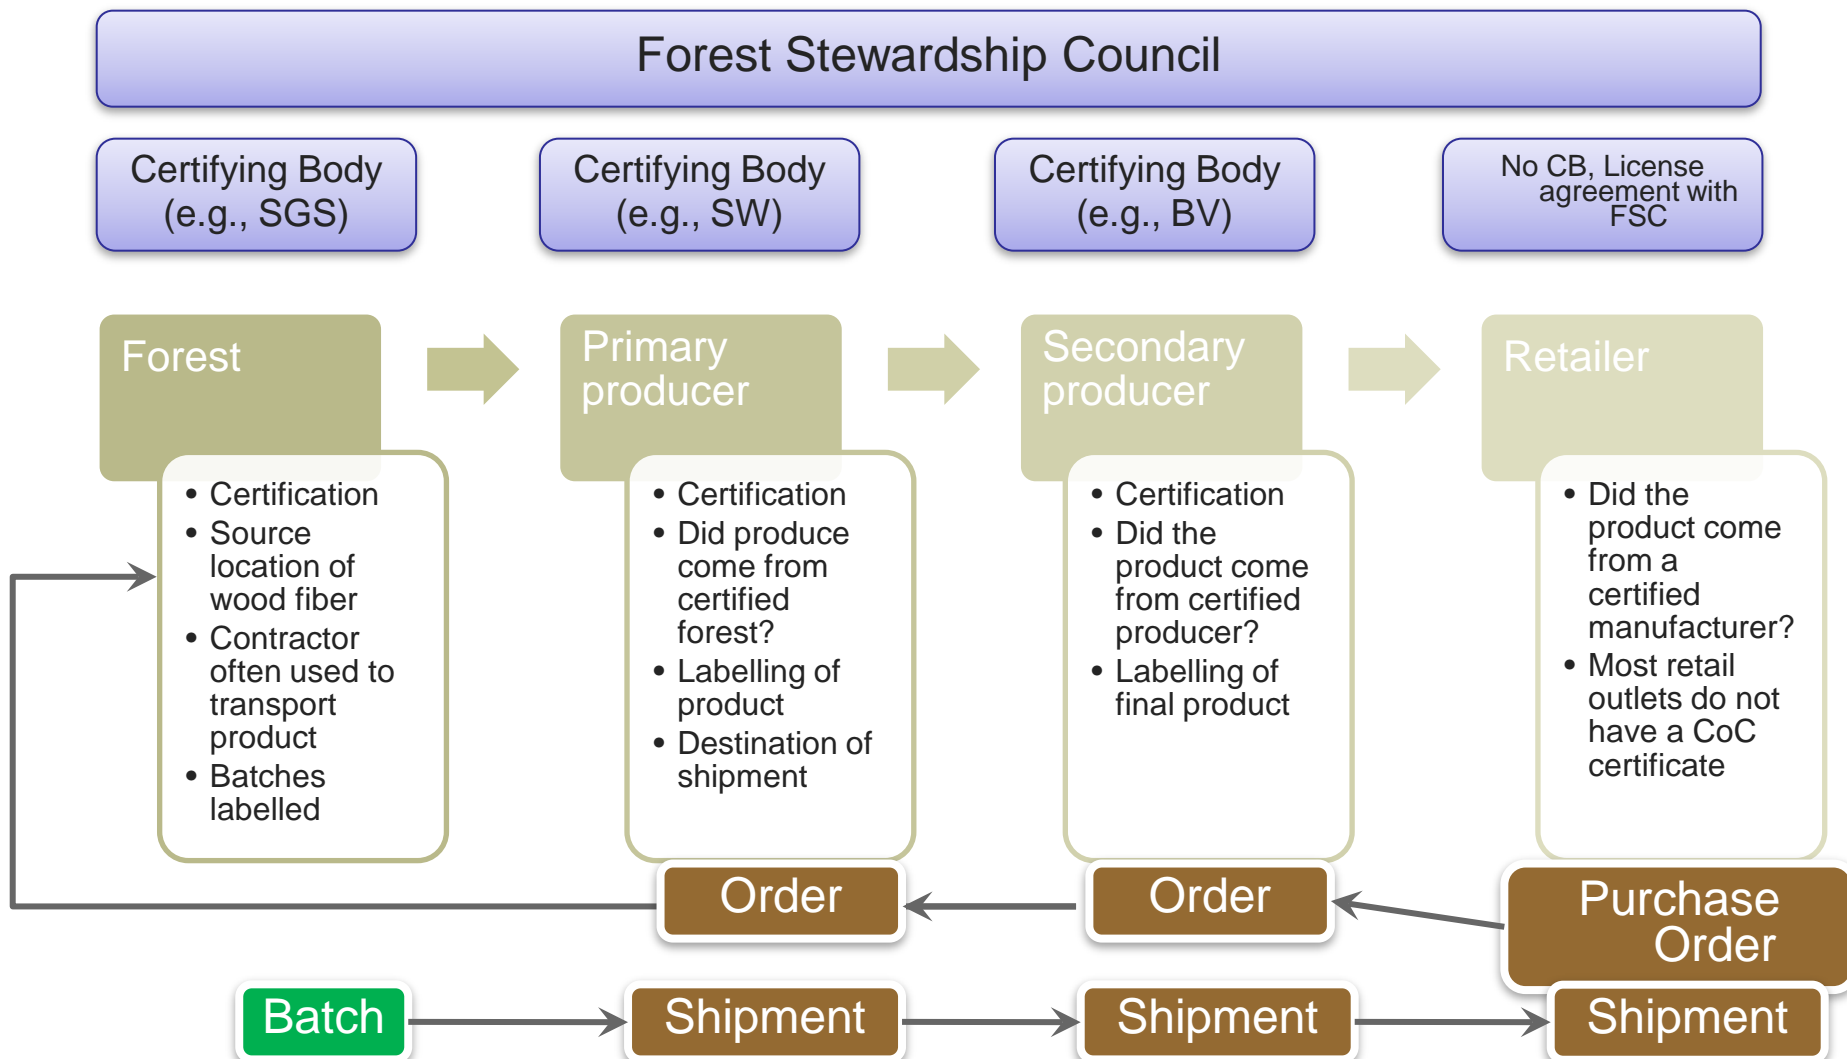 Forest Stewardship Council
Certifying Body
(e.g., SGS)
Certifying Body
(e.g., SW)
Certifying Body
(e.g., BV)
No CB, License
agreement with
FSC
Forest
Primary
producer
Secondary
producer
Retailer
• Certification
• Source
location of
wood fiber
• Contractor
often used to
transport
product
• Batches
labelled
• Certification
• Did produce
come from
certified
forest?
• Labelling of
product
• Destination of
shipment
• Certification
• Did the
product come
from certified
producer?
• Labelling of
final product
• Did the
product come
from a
certified
manufacturer?
• Most retail
outlets do not
have a CoC
certificate
Order
Order
Purchase
Order
Batch
Shipment
Shipment
Shipment